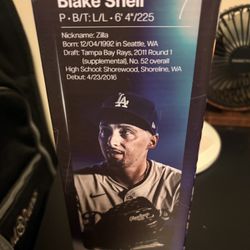 Blake Snell
P • B/T: L/L • 6' 4"/225
Nickname: Zilla
Born: 12/04/1992 in Seattle, WA
Draft: Tampa Bay Rays, 2011 Round 1
(supplemental), No. 52 overall
High School: Shorewood, Shoreline, WA
Debut: 4/23/2016
7
LA